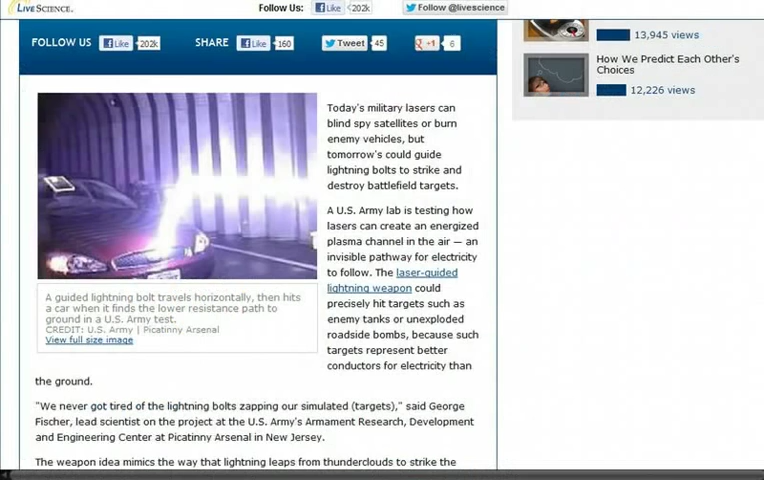 LIVESCIENCE.
Follow Us:
Like
202k
Follow @livescience
FOLLOW US
Like
202k
SHARE
Like
160
Tweet
45
+1
6
13,945 views
How We Predict Each Other's
Choices
12,226 views
Today's military lasers can
blind spy satellites or burn
enemy vehicles, but
tomorrow's could guide
lightning bolts to strike and
destroy battlefield targets.
A U.S. Army lab is testing how
lasers can create an energized
plasma channel in the air — an
invisible pathway for electricity
to follow. The laser-guided
lightning weapon could
precisely hit targets such as
enemy tanks or unexploded
roadside bombs, because such
targets represent better
conductors for electricity than
the ground.
A guided lightning bolt travels horizontally, then hits
a car when it finds the lower resistance path to
ground in a U.S. Army test.
CREDIT: U.S. Army | Picatinny Arsenal
View full size image
"We never got tired of the lightning bolts zapping our simulated (targets)," said George
Fischer, lead scientist on the project at the U.S. Army's Armament Research, Development
and Engineering Center at Picatinny Arsenal in New Jersey.
The weapon idea mimics the way that lightning leaps from thunderclouds to strike the